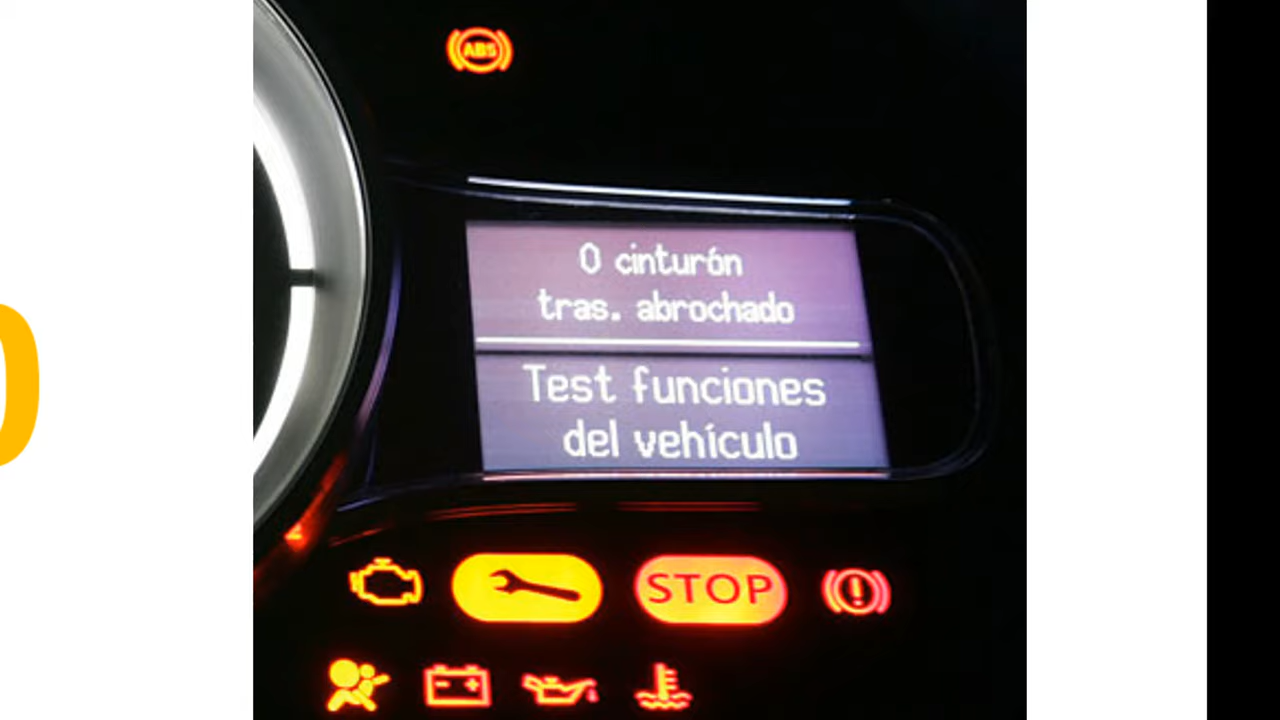 ABS
0 cinturón
tras. abrochado
Test funciones
del vehículo
STOP